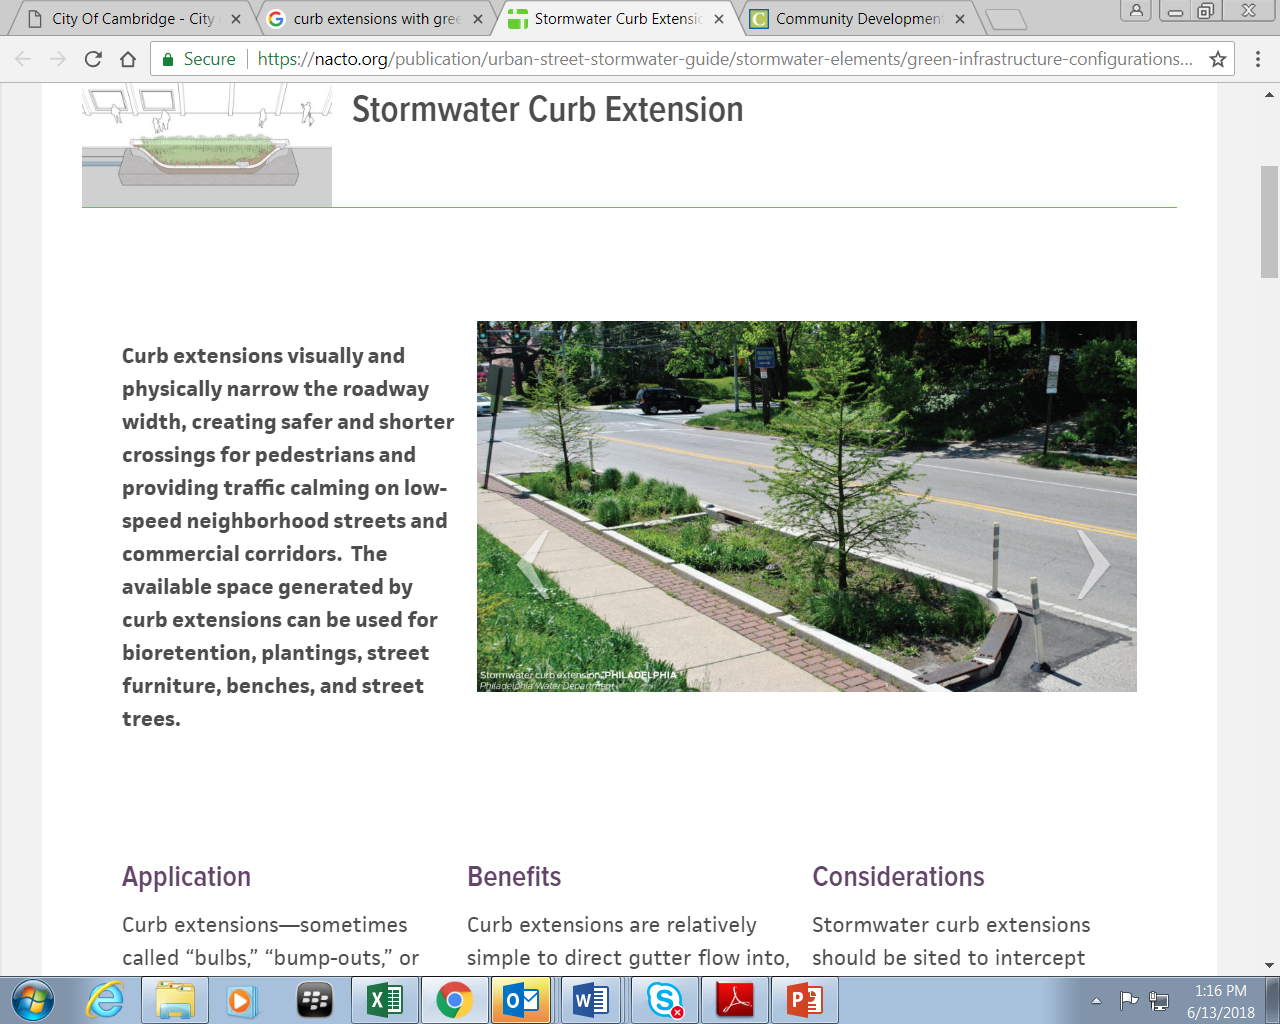 City Of Cambridge - City
curb extensions with gree
Stormwater Curb Extensio
Community Development
Secure
https://nacto.org/publication/urban-street-stormwater-guide/stormwater-elements/green-infrastructure-configurations...
Stormwater Curb Extension
Curb extensions visually and
physically narrow the roadway
width, creating safer and shorter
crossings for pedestrians and
providing traffic calming on low-
speed neighborhood streets and
commercial corridors. The
available space generated by
curb extensions can be used for
bioretention, plantings, street
furniture, benches, and street
trees.
Stormwater curb extension, PHILADELPHIA
Philadelphia Water Department
Application
Curb extensions—sometimes
called “bulbs,” “bump-outs,” or
Benefits
Curb extensions are relatively
simple to direct gutter flow into,
Considerations
Stormwater curb extensions
should be sited to intercept
1:16 PM
6/13/2018